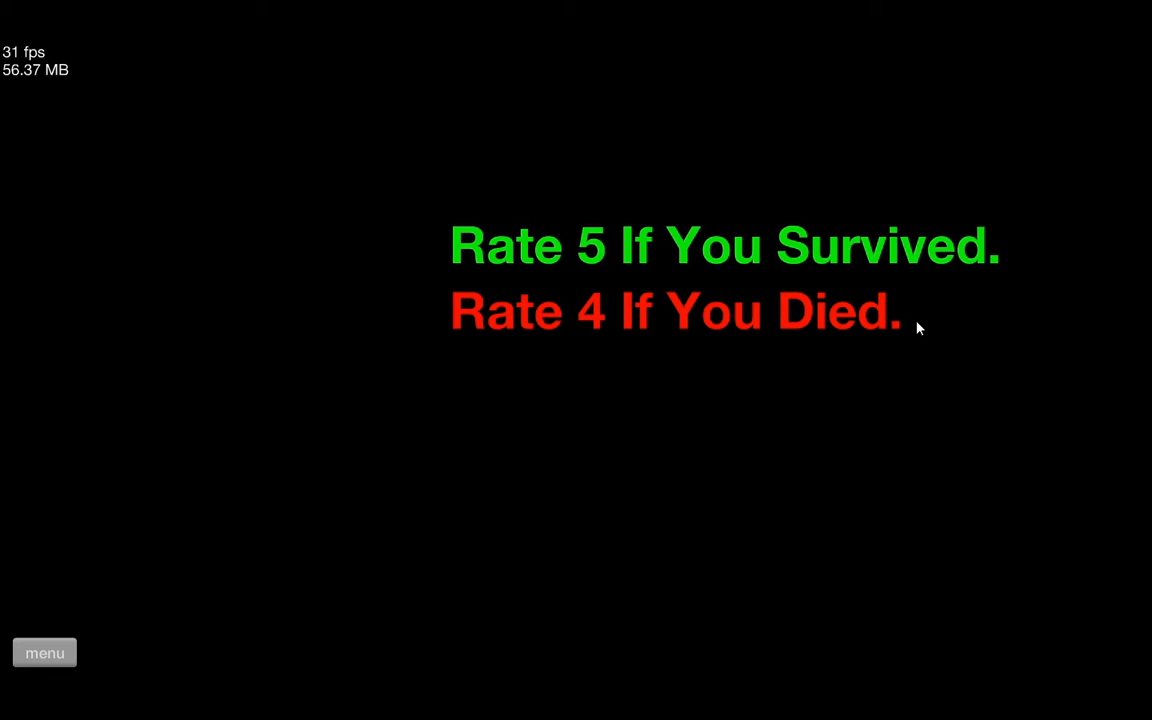 31 fps
56.37 MB
Rate 5 If You Survived.
Rate 4 If You Died.
menu